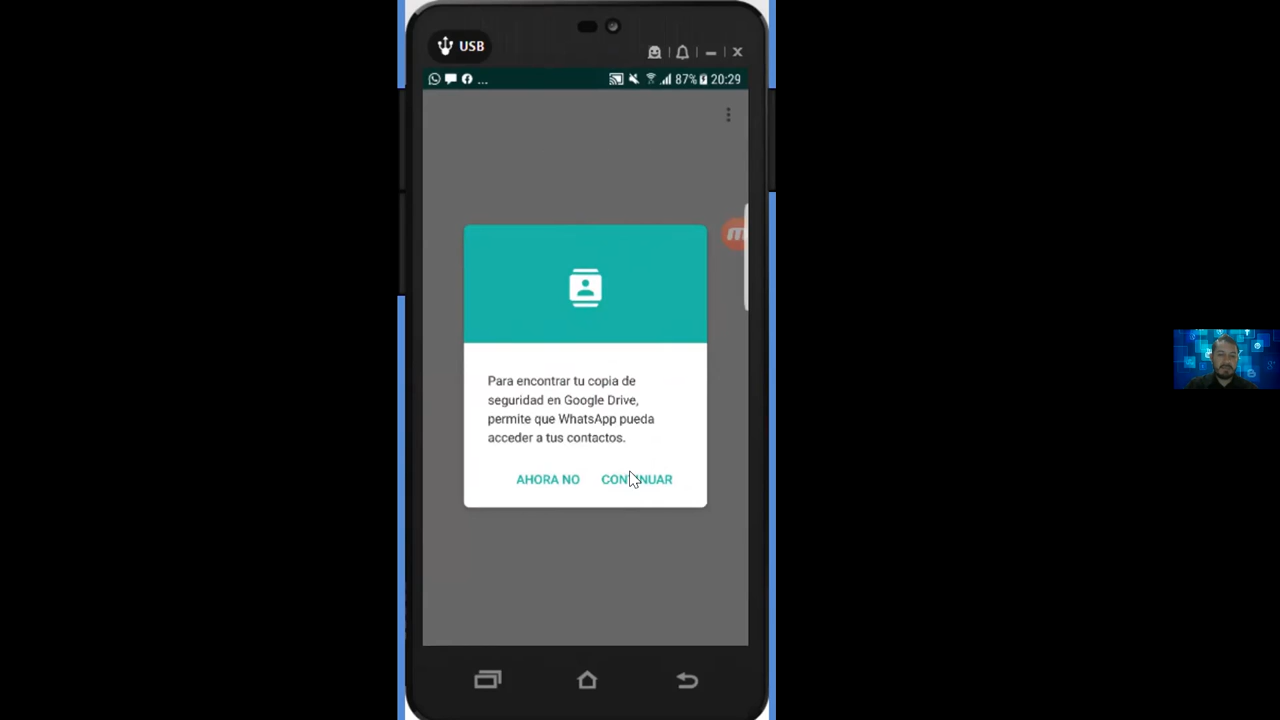 USB
... 87% 20:29
Para encontrar tu copia de
seguridad en Google Drive,
permite que WhatsApp pueda
acceder a tus contactos.
AHORA NO CONTINUAR